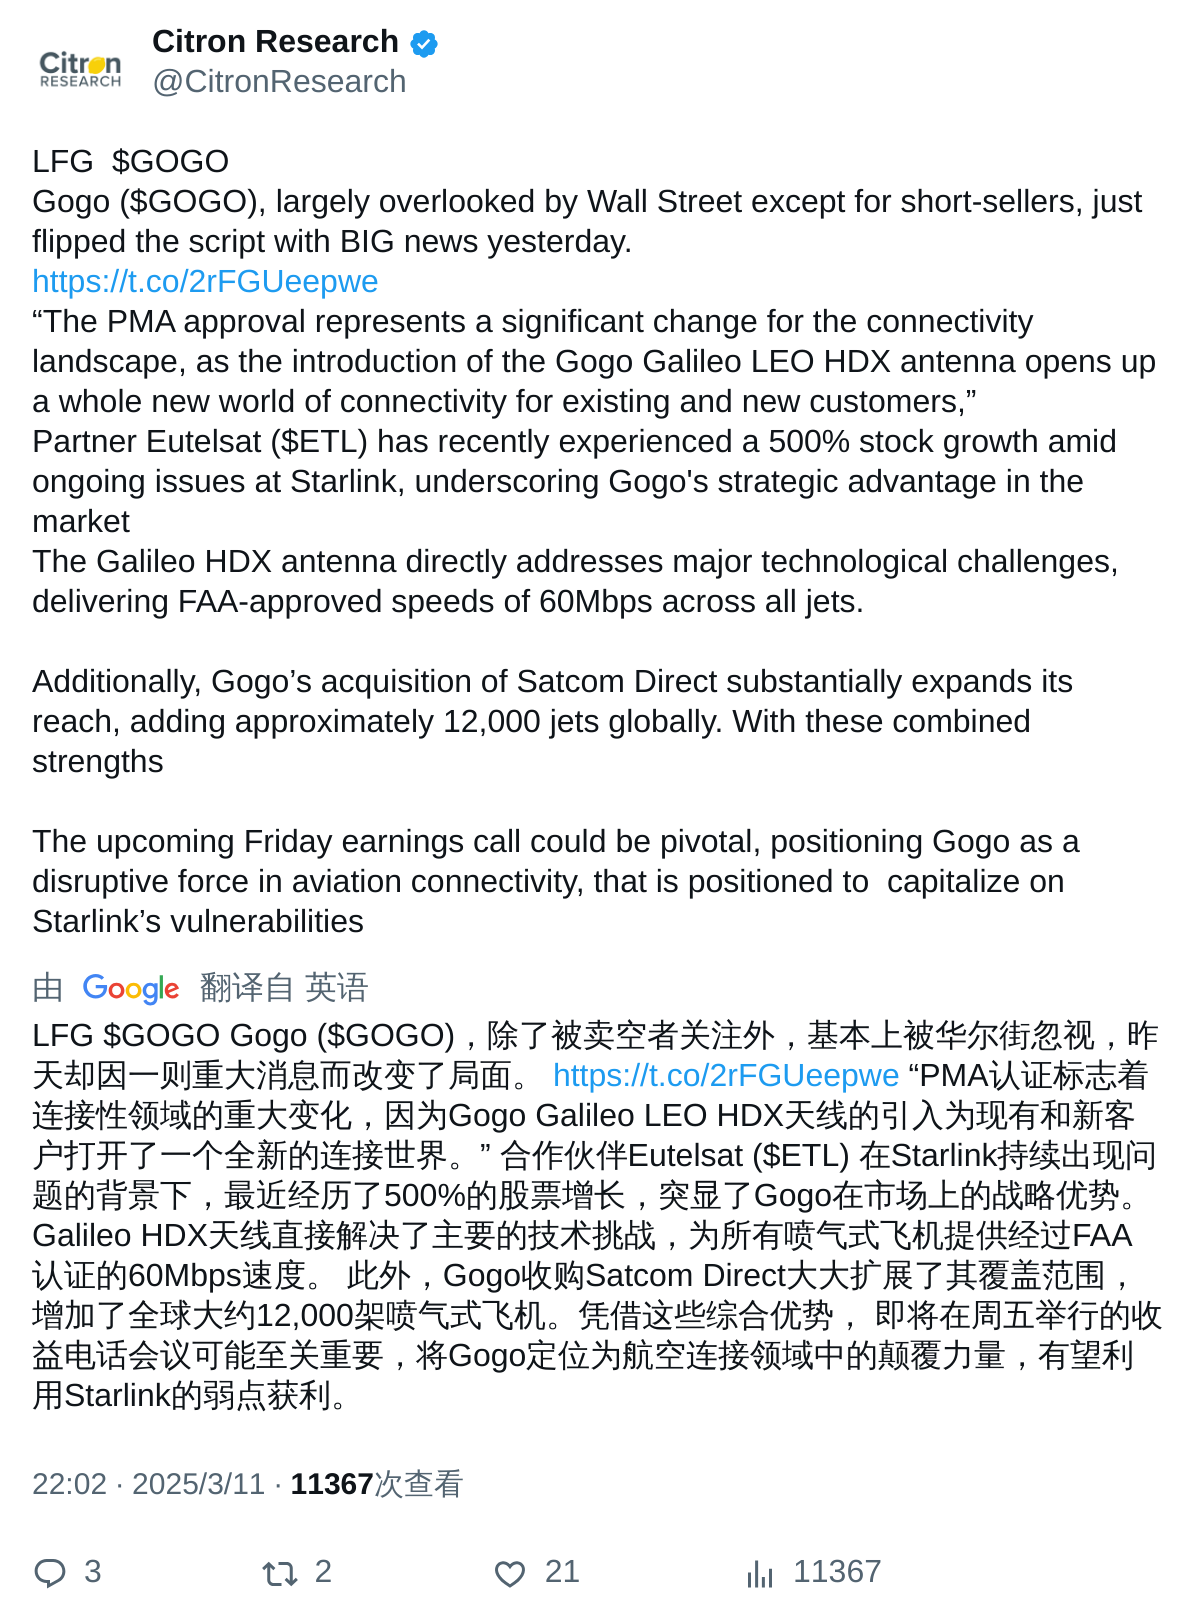 Citron
RESEARCH
Citron Research
@CitronResearch
LFG  $GOGO
Gogo ($GOGO), largely overlooked by Wall Street except for short-sellers, just
flipped the script with BIG news yesterday.
https://t.co/2rFGUeepwe
“The PMA approval represents a significant change for the connectivity
landscape, as the introduction of the Gogo Galileo LEO HDX antenna opens up
a whole new world of connectivity for existing and new customers,”
Partner Eutelsat ($ETL) has recently experienced a 500% stock growth amid
ongoing issues at Starlink, underscoring Gogo's strategic advantage in the
market
The Galileo HDX antenna directly addresses major technological challenges,
delivering FAA-approved speeds of 60Mbps across all jets.
Additionally, Gogo’s acquisition of Satcom Direct substantially expands its
reach, adding approximately 12,000 jets globally. With these combined
strengths
The upcoming Friday earnings call could be pivotal, positioning Gogo as a
disruptive force in aviation connectivity, that is positioned to  capitalize on
Starlink’s vulnerabilities
由 Google 翻译自 英语
LFG $GOGO Gogo ($GOGO)，除了被卖空者关注外，基本上被华尔街忽视，昨
天却因一则重大消息而改变了局面。 https://t.co/2rFGUeepwe “PMA认证标志着
连接性领域的重大变化，因为Gogo Galileo LEO HDX天线的引入为现有和新客
户打开了一个全新的连接世界。” 合作伙伴Eutelsat ($ETL) 在Starlink持续出现问
题的背景下，最近经历了500%的股票增长，突显了Gogo在市场上的战略优势。
Galileo HDX天线直接解决了主要的技术挑战，为所有喷气式飞机提供经过FAA
认证的60Mbps速度。 此外，Gogo收购Satcom Direct大大扩展了其覆盖范围，
增加了全球大约12,000架喷气式飞机。凭借这些综合优势， 即将在周五举行的收
益电话会议可能至关重要，将Gogo定位为航空连接领域中的颠覆力量，有望利
用Starlink的弱点获利。
22:02 · 2025/3/11 · 11367次查看
3 2 21 11367